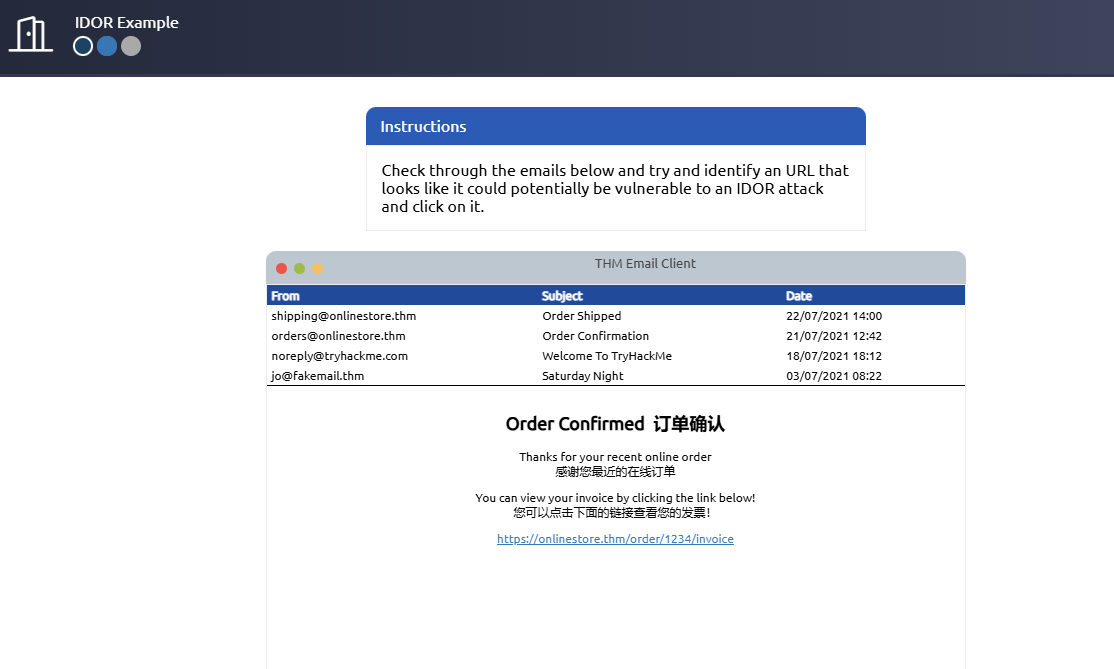 IDOR Example
Instructions
Check through the emails below and try and identify an URL that
looks like it could potentially be vulnerable to an IDOR attack
and click on it.
THM Email Client
From Subject Date
shipping@onlinestore.thm Order Shipped 22/07/2021 14:00
orders@onlinestore.thm Order Confirmation 21/07/2021 12:42
noreply@tryhackme.com Welcome To TryHackMe 18/07/2021 18:12
jo@fakemail.thm Saturday Night 03/07/2021 08:22
Order Confirmed 订单确认
Thanks for your recent online order
感谢您最近的在线订单
You can view your invoice by clicking the link below!
您可以点击下面的链接查看您的发票！
https://onlinestore.thm/order/1234/invoice